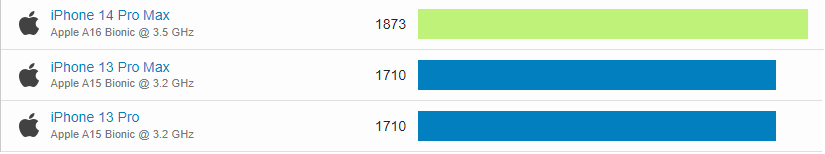 iPhone 14 Pro Max
1873
Apple A16 Bionic @ 3.5 GHz
iPhone 13 Pro Max
1710
Apple A15 Bionic @ 3.2 GHz
iPhone 13 Pro
1710
Apple A15 Bionic @ 3.2 GHz